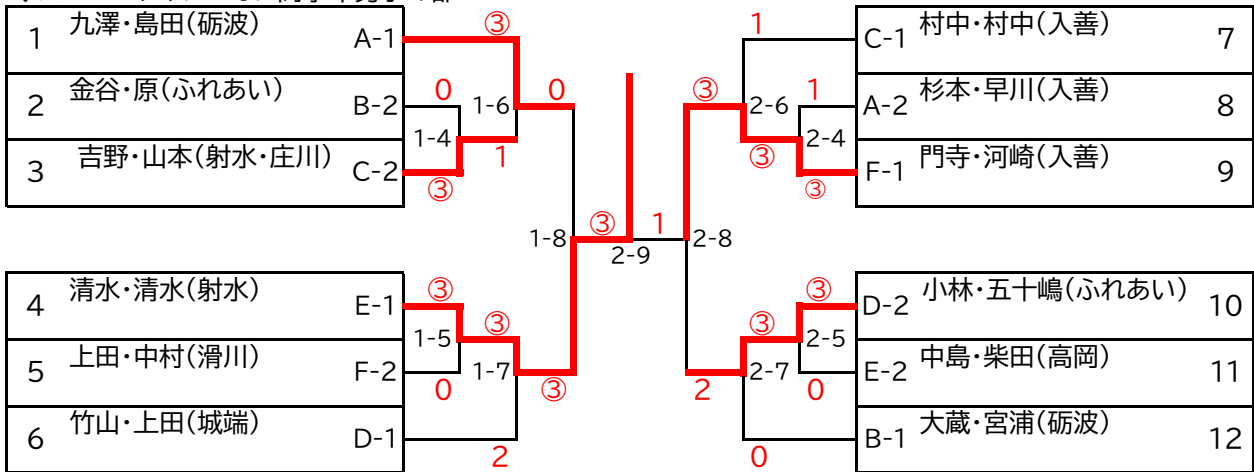 ③ 1
1 九澤・島田(砺波) A-1 C-1 村中・村中(入善) 7
0 0 ③ 1
2 金谷・原(ふれあい) B-2 1-6 2-6 A-2 杉本・早川(入善) 8
1-4 2-4
1 ③
3 吉野・山本(射水・庄川) C-2 F-1 門寺・河崎(入善) 9
③ ③
③ 1
1-8 2-8
2-9
4 清水・清水(射水) E-1 ③ ③ D-2 小林・五十嶋(ふれあい) 10
③ ③
1-5 2-5
5 上田・中村(滑川) F-2 1-7 2-7 E-2 中島・柴田(高岡) 11
0 ③ 2 0
6 竹山・上田(城端) D-1 B-1 大蔵・宮浦(砺波) 12
2 0